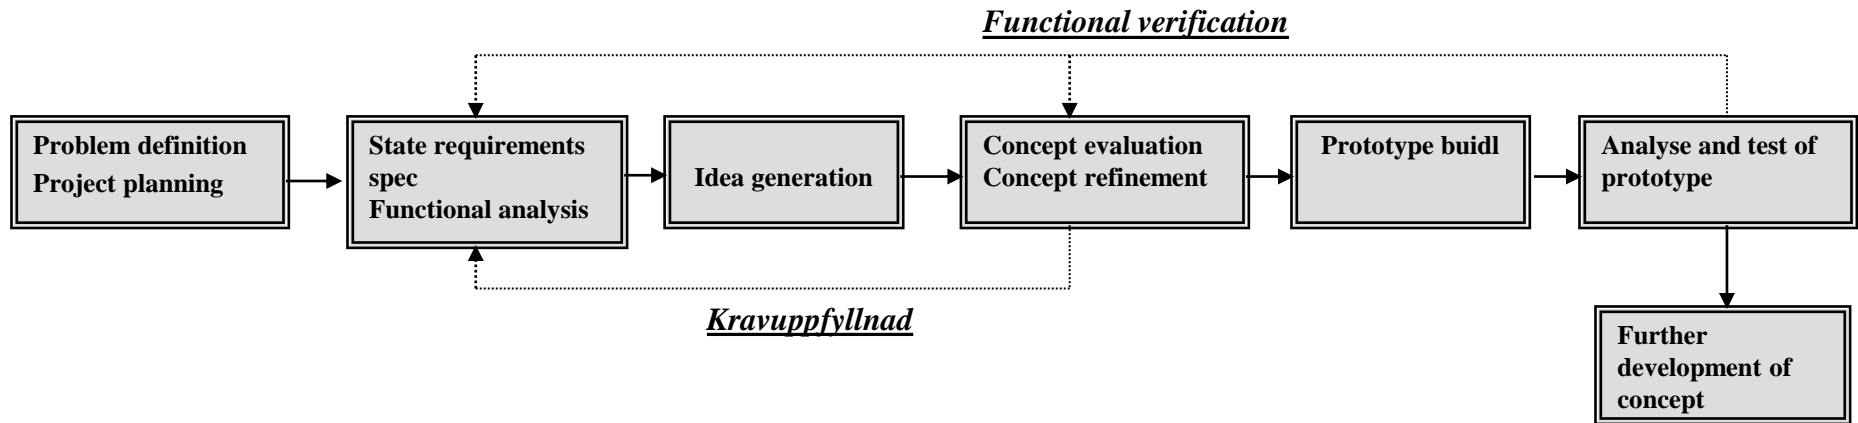 Functional verification
Problem definition
Project planning
State requirements
spec
Functional analysis
Idea generation
Concept evaluation
Concept refinement
Prototype buidl
Analyse and test of
prototype
Kravuppfyllnad
Further
development of
concept